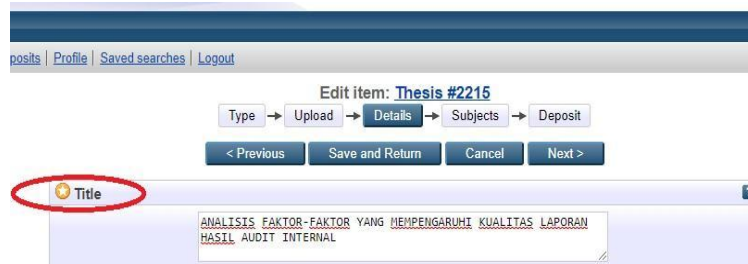 posits | Profile | Saved searches | Logout
Edit item: Thesis #2215
Type → Upload → Details → Subjects → Deposit
< Previous Save and Return Cancel Next >
Title
ANALISIS FAKTOR-FAKTOR YANG MEMPENGARUHI KUALITAS LAPORAN
HASIL AUDIT INTERNAL